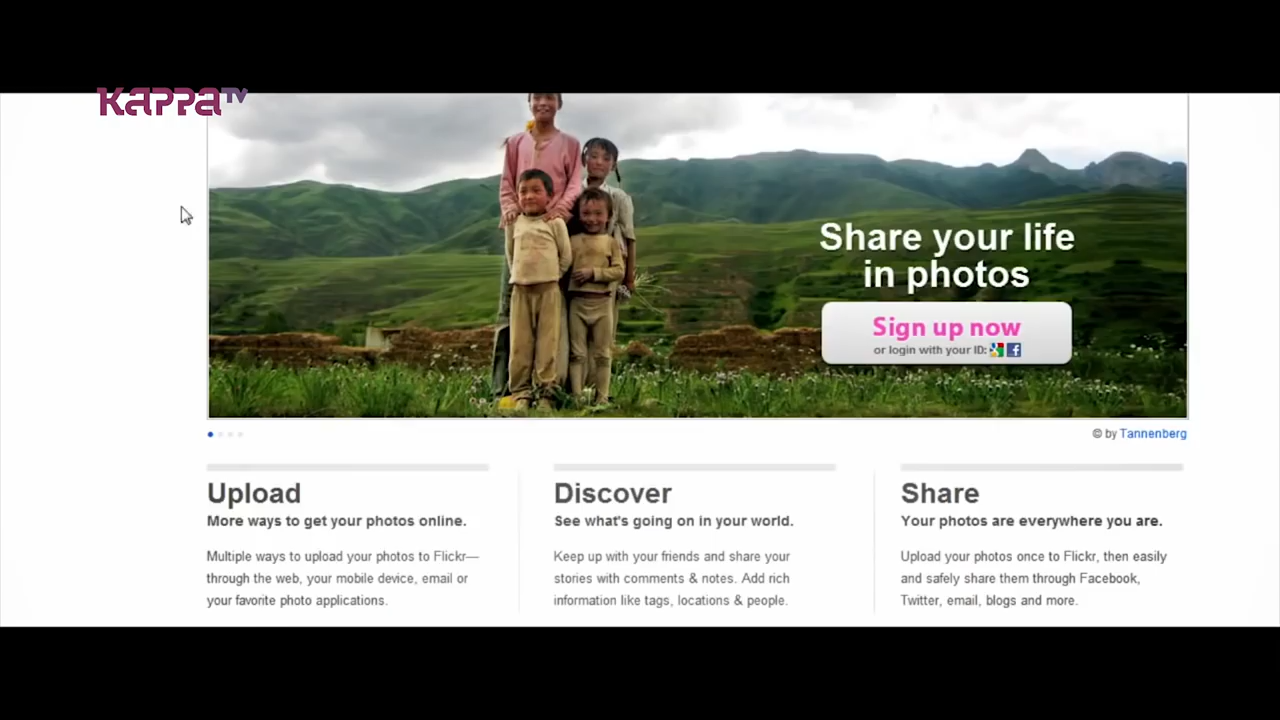 KAPPA TV
Share your life
in photos
Sign up now
or login with your ID:
© by Tannenberg
Upload
More ways to get your photos online.
Multiple ways to upload your photos to Flickr—
through the web, your mobile device, email or
your favorite photo applications.
Discover
See what's going on in your world.
Keep up with your friends and share your
stories with comments & notes. Add rich
information like tags, locations & people.
Share
Your photos are everywhere you are.
Upload your photos once to Flickr, then easily
and safely share them through Facebook,
Twitter, email, blogs and more.